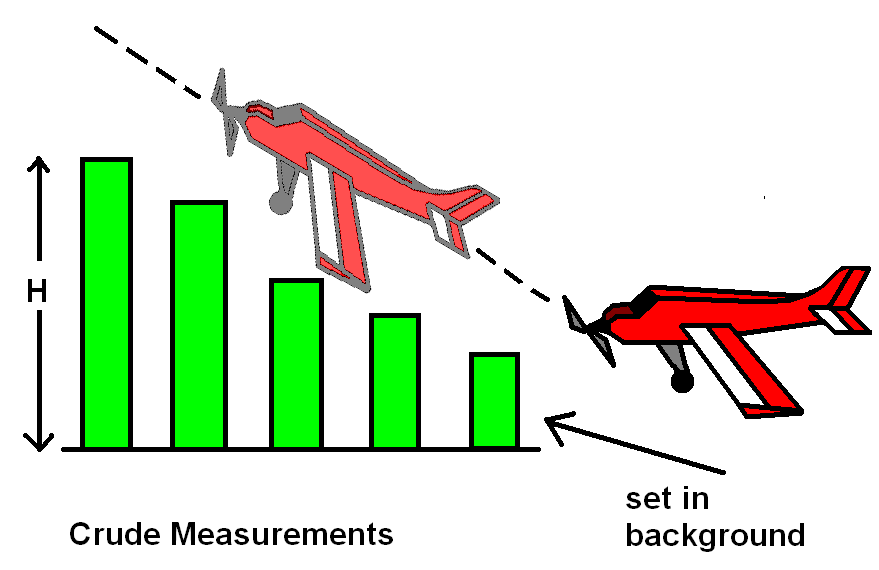 H
set in
background
Crude Measurements